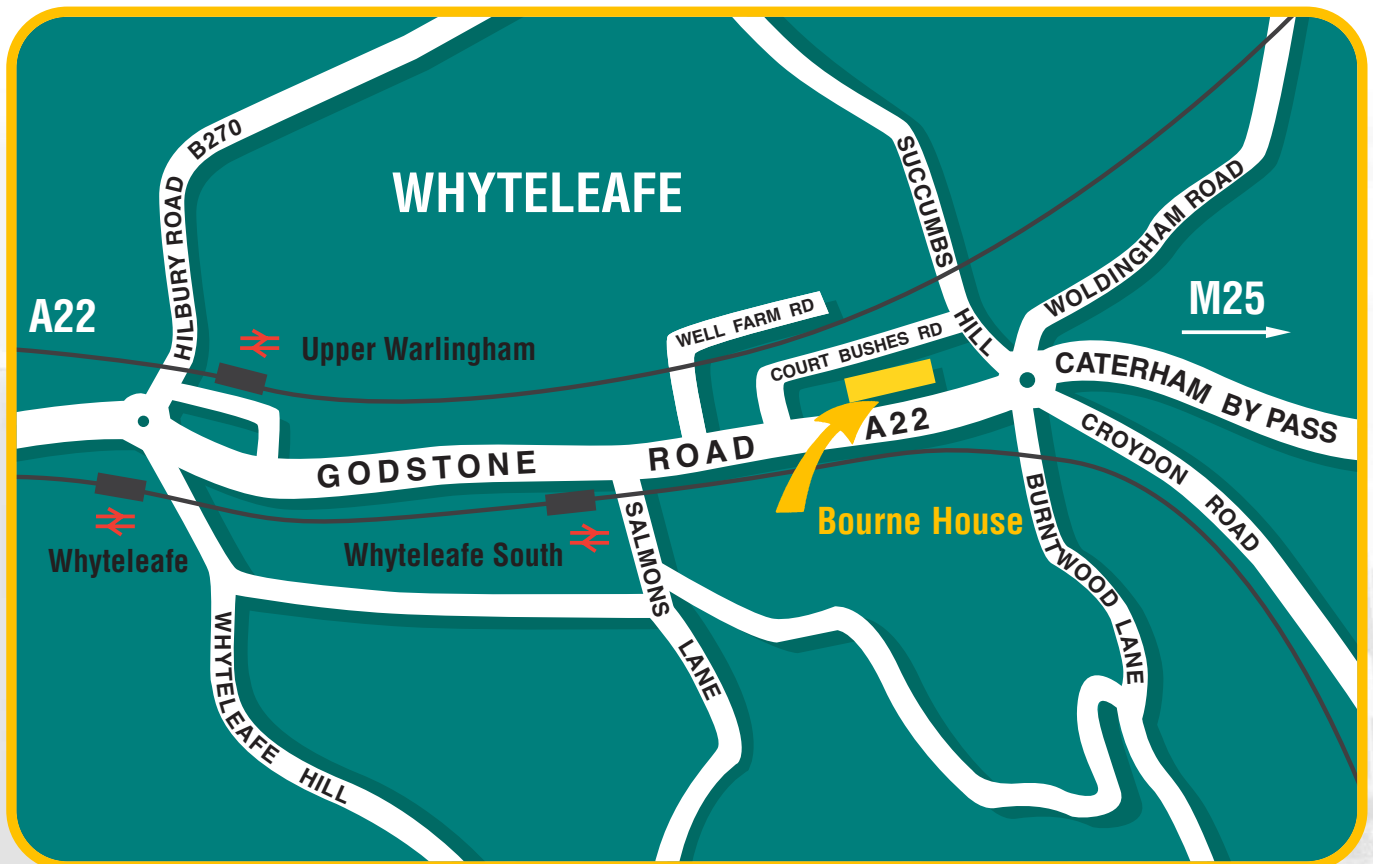 B270
HILBURY ROAD
WHYTELEAFE
SUCCUMBS
HILL
WOLDINGHAM ROAD
M25
A22
Upper Warlingham
WELL FARM RD
COURT BUSHES RD
CATERHAM BY PASS
GODSTONE ROAD A22
CROYDON ROAD
Bourne House
BURNTWOOD LANE
Whyteleafe
Whyteleafe South
SALMONS LANE
WHYTELEAFE HILL